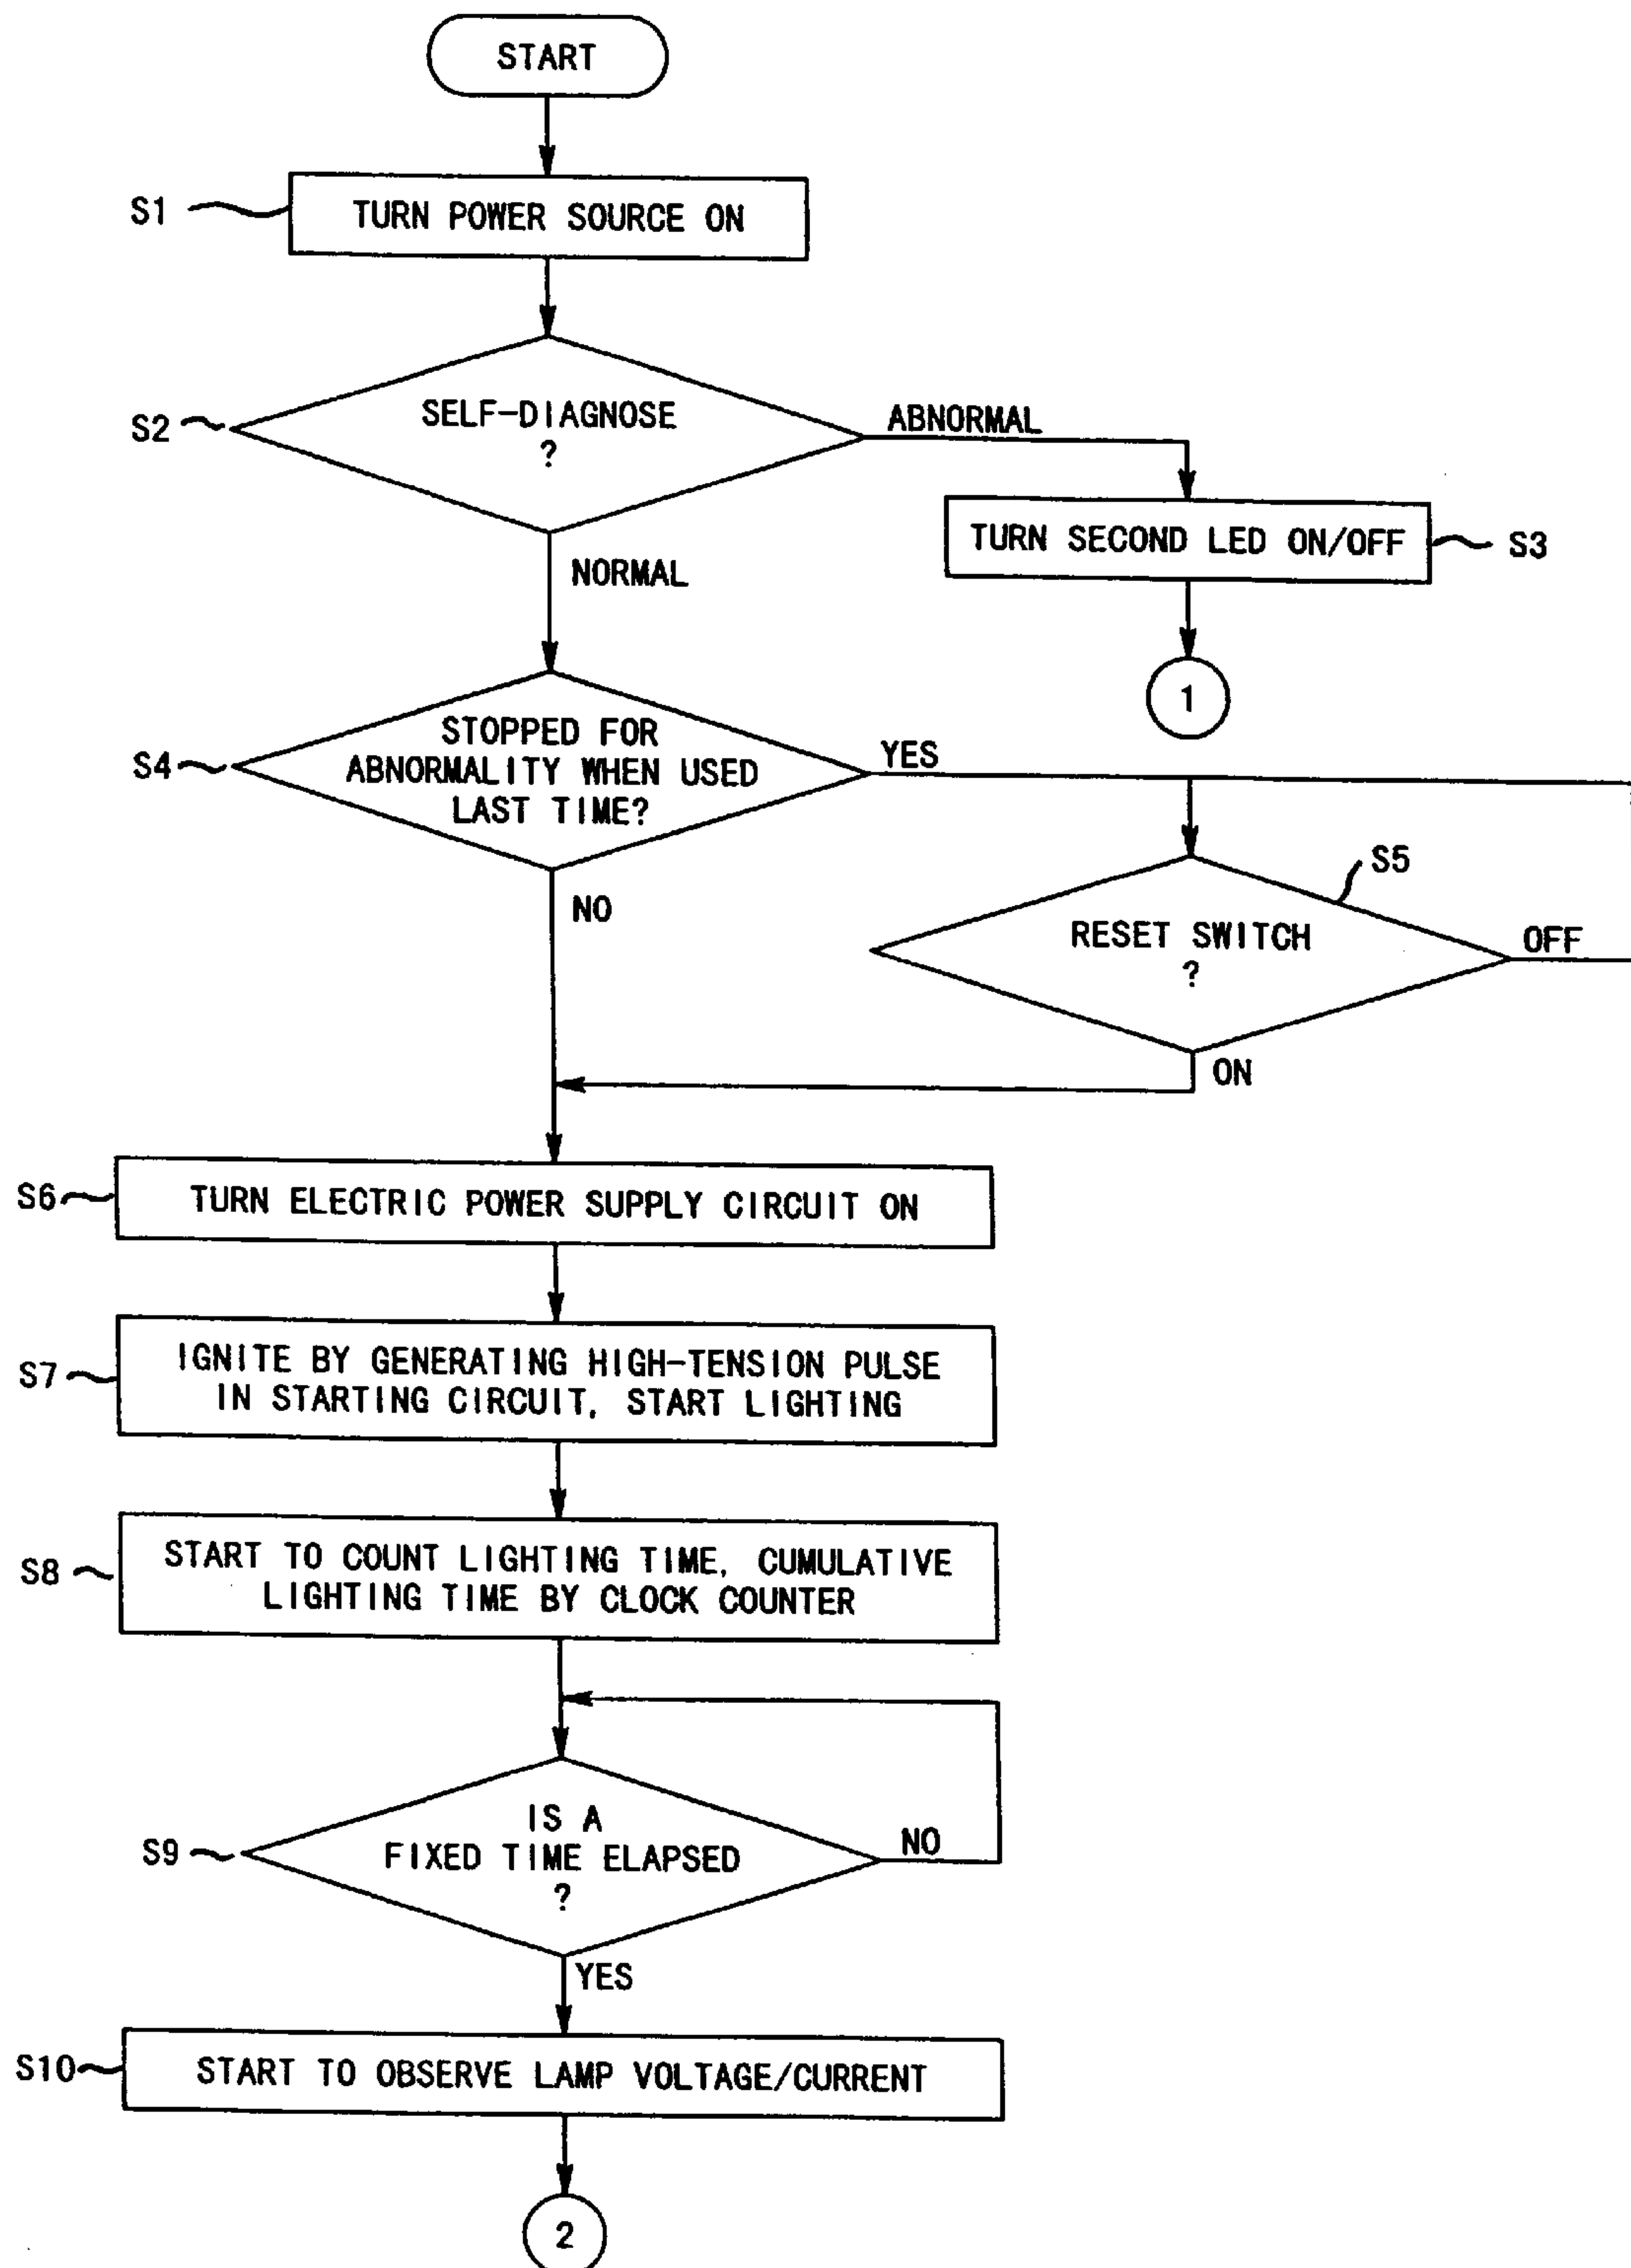 START
S1
TURN POWER SOURCE ON
S2
SELF-DIAGNOSE
?
ABNORMAL
TURN SECOND LED ON/OFF
S3
NORMAL
1
S4
STOPPED FOR
ABNORMALITY WHEN USED
LAST TIME?
YES
S5
NO
RESET SWITCH
?
OFF
ON
S6
TURN ELECTRIC POWER SUPPLY CIRCUIT ON
S7
IGNITE BY GENERATING HIGH-TENSION PULSE
IN STARTING CIRCUIT, START LIGHTING
S8
START TO COUNT LIGHTING TIME, CUMULATIVE
LIGHTING TIME BY CLOCK COUNTER
S9
IS A
FIXED TIME ELAPSED
?
NO
YES
S10
START TO OBSERVE LAMP VOLTAGE/CURRENT
2